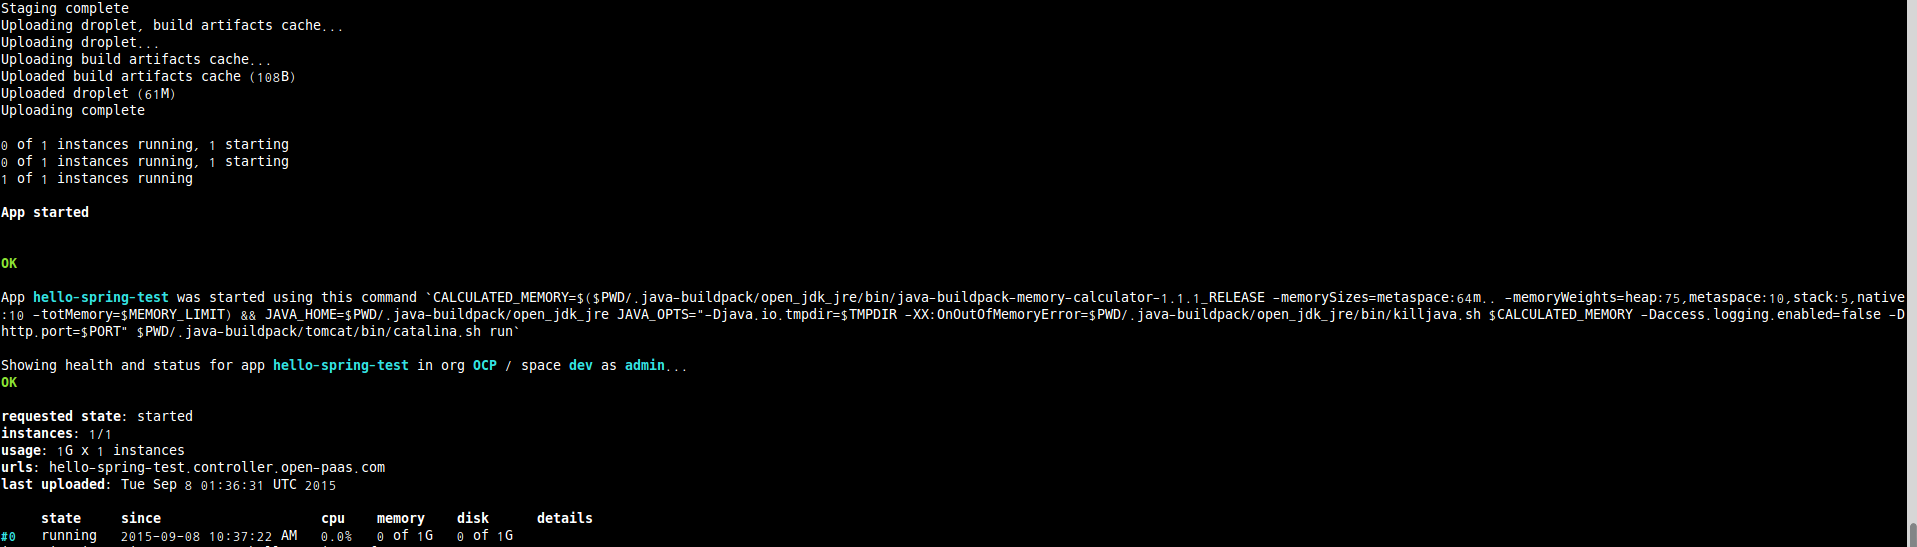 Staging complete
Uploading droplet, build artifacts cache...
Uploading droplet...
Uploading build artifacts cache...
Uploaded build artifacts cache (108B)
Uploaded droplet (61M)
Uploading complete
0 of 1 instances running, 1 starting
0 of 1 instances running, 1 starting
1 of 1 instances running
App started
OK
App hello-spring-test was started using this command `CALCULATED_MEMORY=$($PWD/.java-buildpack/open_jdk_jre/bin/java-buildpack-memory-calculator-1.1.1_RELEASE -memorySizes=metaspace:64m.. -memoryWeights=heap:75,metaspace:10,stack:5,native
:10 -totMemory=$MEMORY_LIMIT) && JAVA_HOME=$PWD/.java-buildpack/open_jdk_jre JAVA_OPTS="-Djava.io.tmpdir=$TMPDIR -XX:OnOutOfMemoryError=$PWD/.java-buildpack/open_jdk_jre/bin/killjava.sh $CALCULATED_MEMORY -Daccess.logging.enabled=false -D
http.port=$PORT" $PWD/.java-buildpack/tomcat/bin/catalina.sh run`
Showing health and status for app hello-spring-test in org OCP / space dev as admin...
OK
requested state: started
instances: 1/1
usage: 1G x 1 instances
urls: hello-spring-test.controller.open-paas.com
last uploaded: Tue Sep 8 01:36:31 UTC 2015
state since cpu memory disk details
#0 running 2015-09-08 10:37:22 AM 0.0% 0 of 1G 0 of 1G